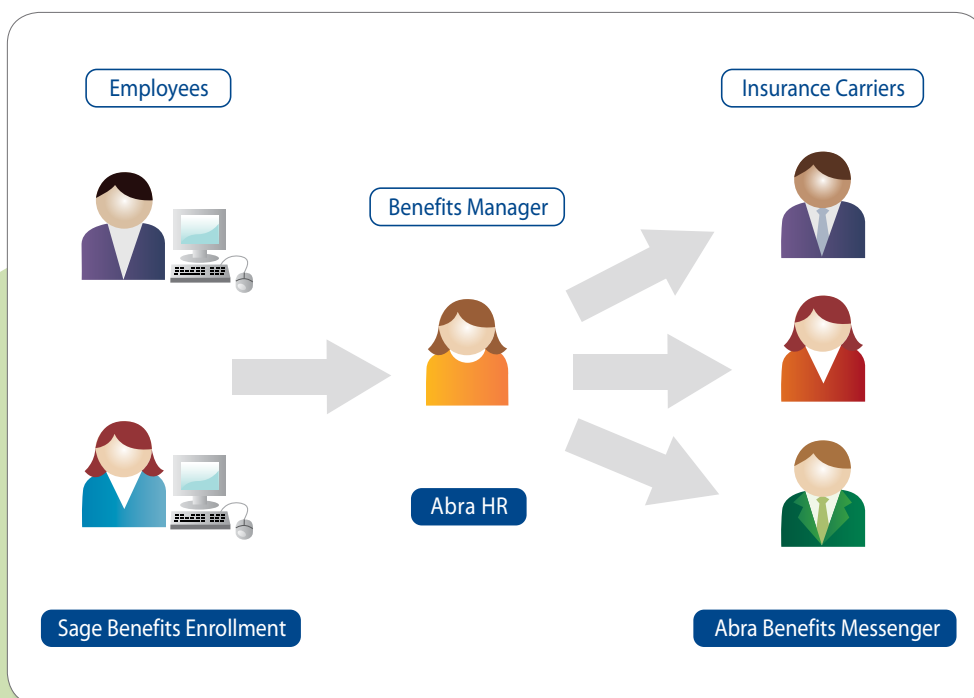 Employees
Insurance Carriers
Benefits Manager
Abra HR
Sage Benefits Enrollment
Abra Benefits Messenger